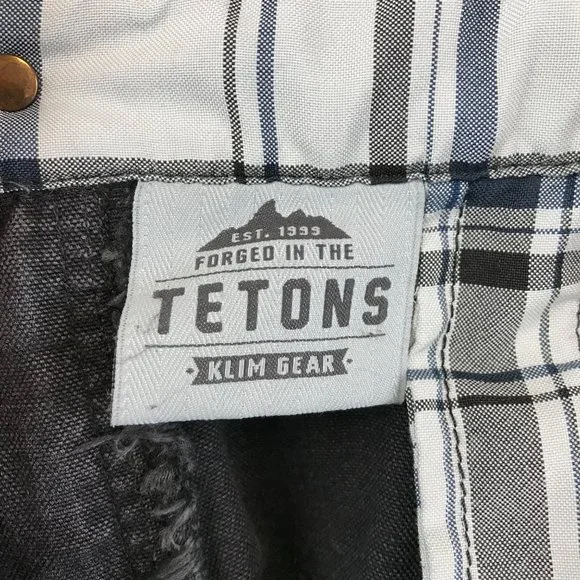 EST. 1999
FORGED IN THE
TETONS
KLIM GEAR